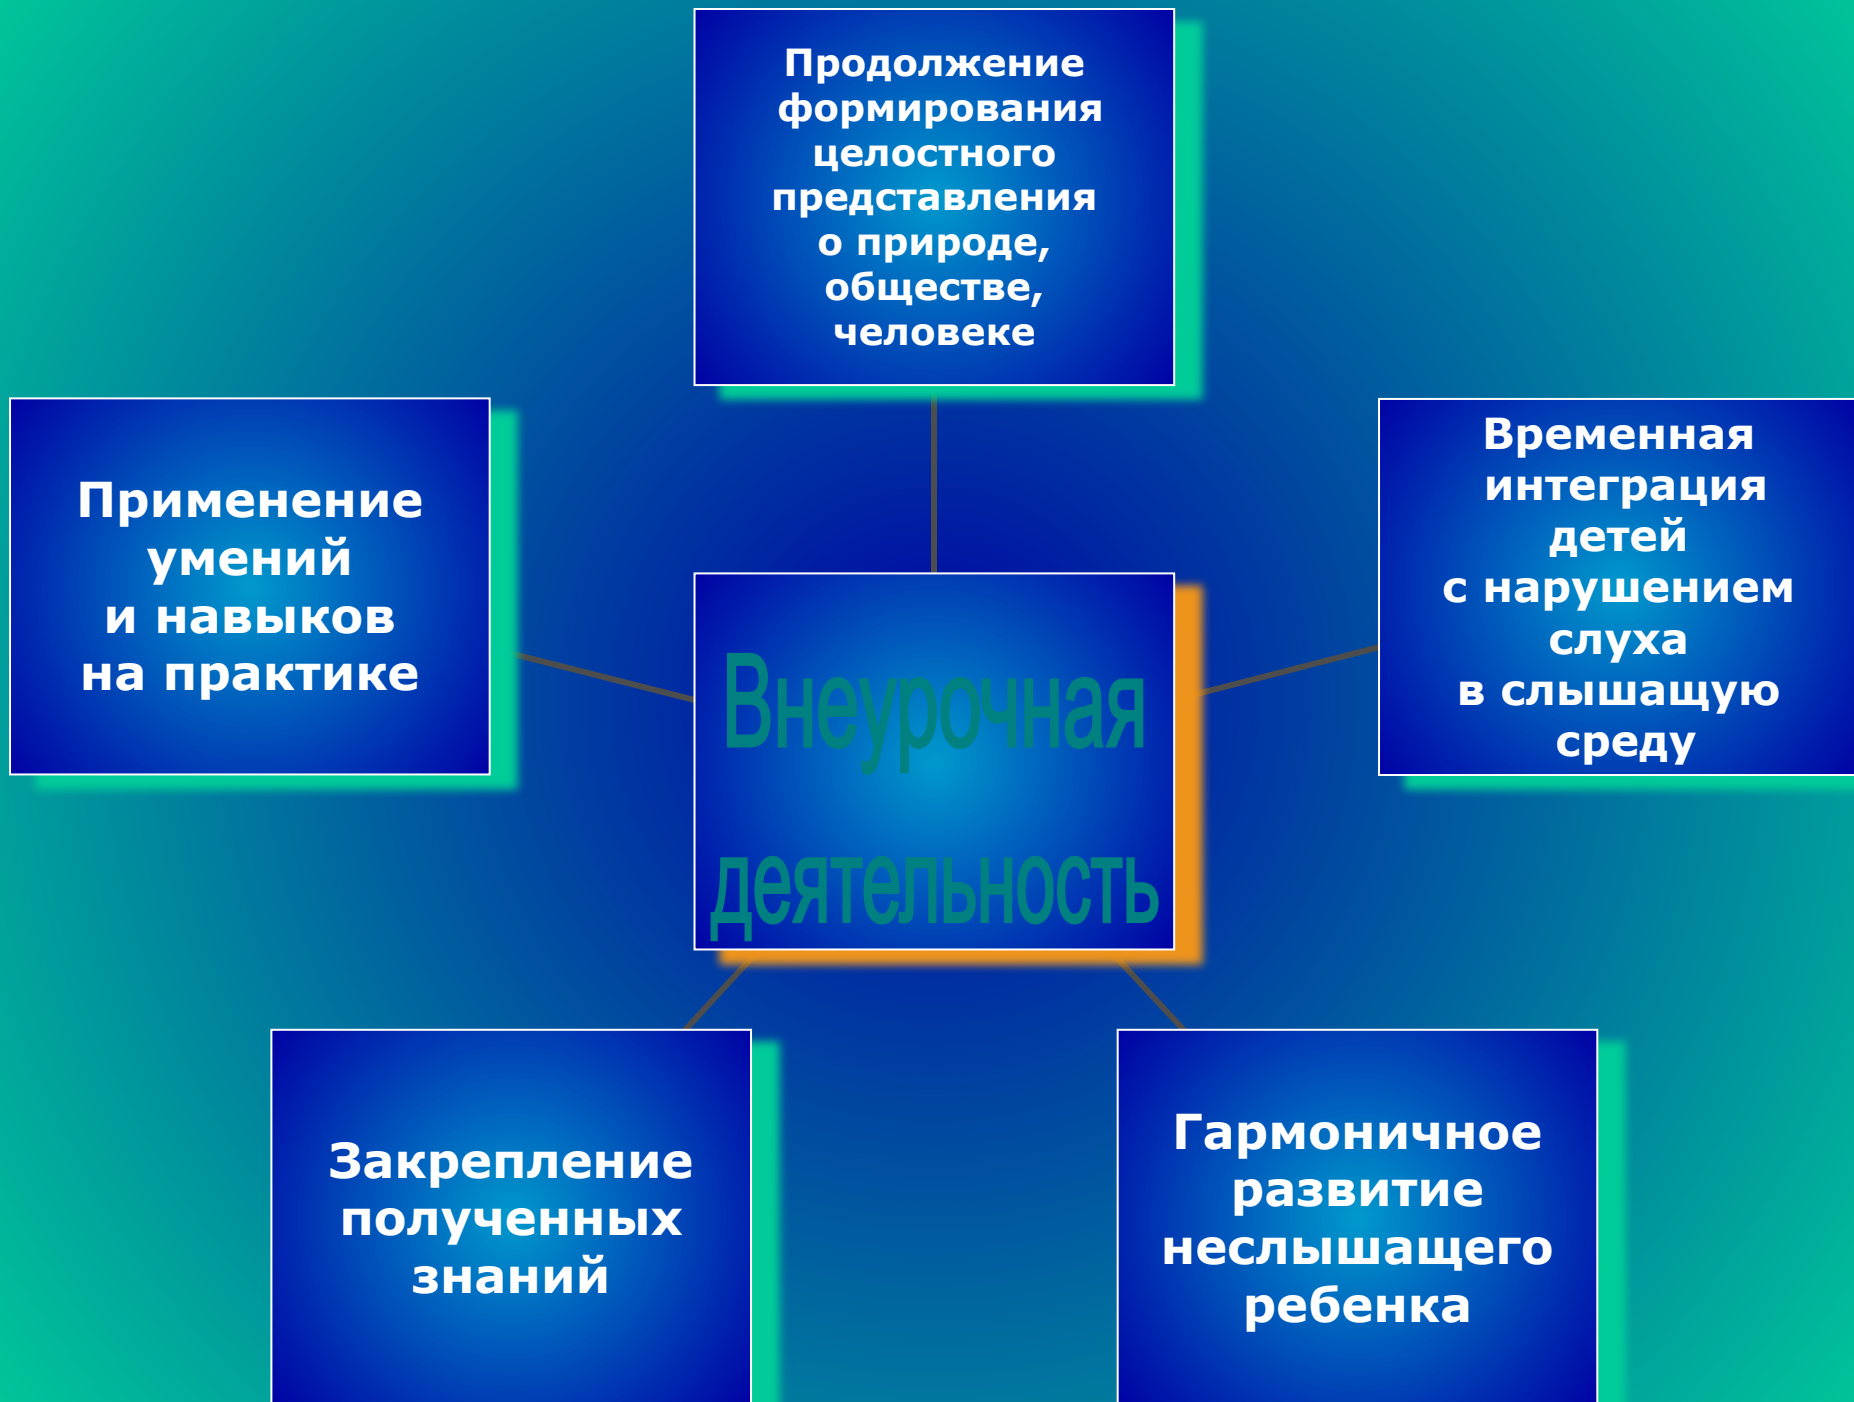 Продолжение
формирования
целостного
представления
о природе,
обществе,
человеке
Применение
умений
и навыков
на практике
Временная
интеграция
детей
с нарушением
слуха
в слышащую
среду
Внеурочная
деятельность
Закрепление
полученных
знаний
Гармоничное
развитие
неслышащего
ребенка